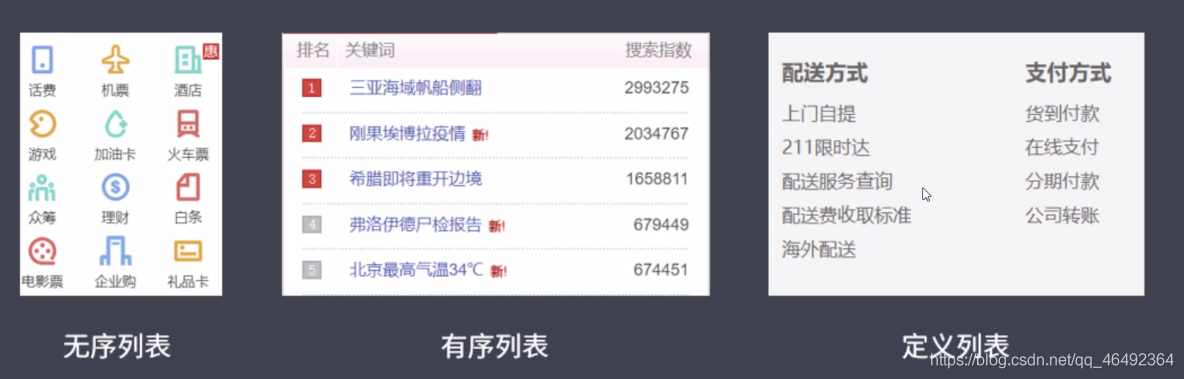 惠
话费 机票 酒店
游戏 加油卡 火车票
众筹 理财 白条
电影票 企业购 礼品卡
无序列表
排名 关键词 搜索指数
1 三亚海域帆船侧翻 2993275
2 刚果埃博拉疫情 新! 2034767
3 希腊即将重开边境 1658811
4 弗洛伊德尸检报告 新! 679449
5 北京最高气温34℃ 新! 674451
有序列表
配送方式 支付方式
上门自提 货到付款
211限时达 在线支付
配送服务查询 分期付款
配送费收取标准 公司转账
海外配送
定义列表
https://blog.csdn.net/qq_46492364